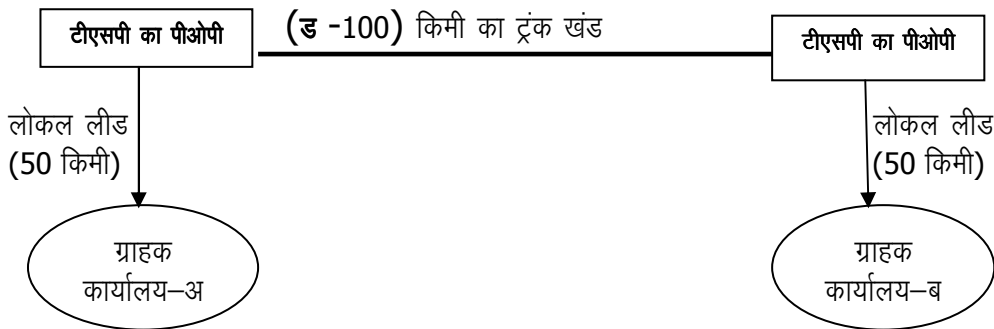 टीएसपी का पीओपी
(ड -100) किमी का ट्रंक खंड
टीएसपी का पीओपी
लोकल लीड
(50 किमी)
लोकल लीड
(50 किमी)
ग्राहक
कार्यालय–अ
ग्राहक
कार्यालय–ब